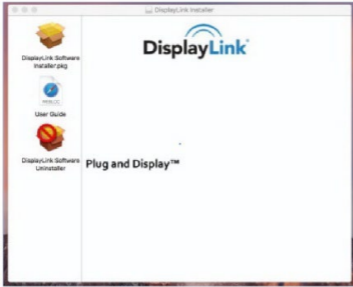 DisplayLink Installer
DisplayLink
DisplayLink Software
Installer.pkg
User Guide
DisplayLink Software
Uninstaller
Plug and Display™